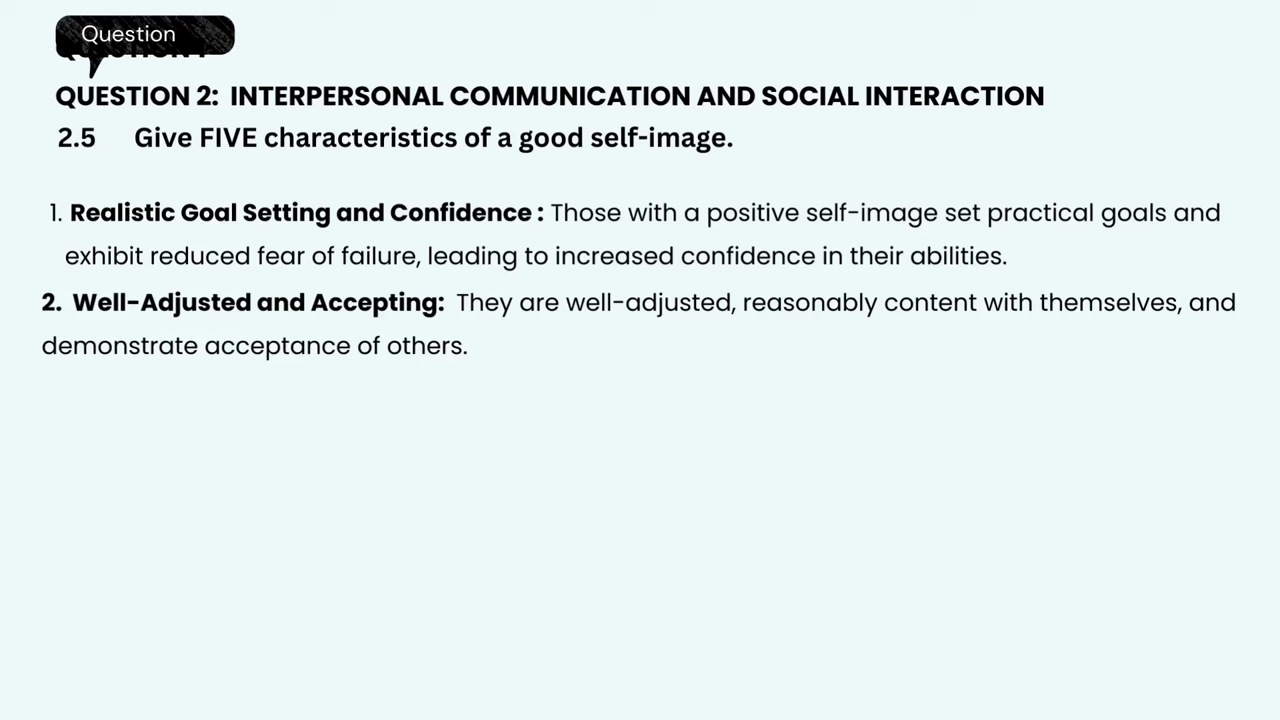 Question
QUESTION 2: INTERPERSONAL COMMUNICATION AND SOCIAL INTERACTION
2.5 Give FIVE characteristics of a good self-image.
1. Realistic Goal Setting and Confidence : Those with a positive self-image set practical goals and
exhibit reduced fear of failure, leading to increased confidence in their abilities.
2. Well-Adjusted and Accepting: They are well-adjusted, reasonably content with themselves, and
demonstrate acceptance of others.